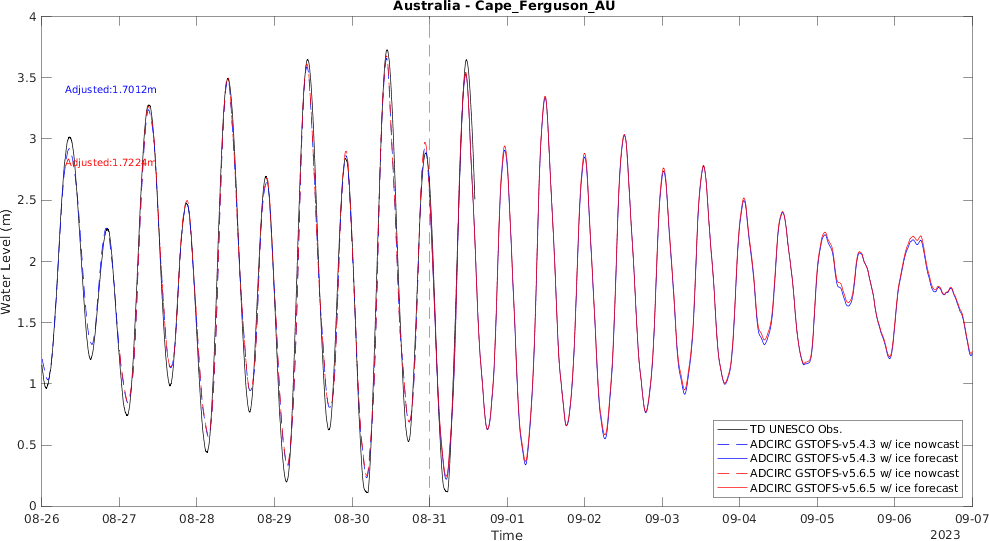 Australia - Cape_Ferguson_AU
Water Level (m)
4
3.5
3
2.5
2
1.5
1
0.5
0
Adjusted:1.7012m
Adjusted:1.7224m
TD UNESCO Obs.
ADCIRC GSTOFS-v5.4.3 w/ ice nowcast
ADCIRC GSTOFS-v5.4.3 w/ ice forecast
ADCIRC GSTOFS-v5.6.5 w/ ice nowcast
ADCIRC GSTOFS-v5.6.5 w/ ice forecast
08-26 08-27 08-28 08-29 08-30 08-31 09-01 09-02 09-03 09-04 09-05 09-06 09-07
Time
2023